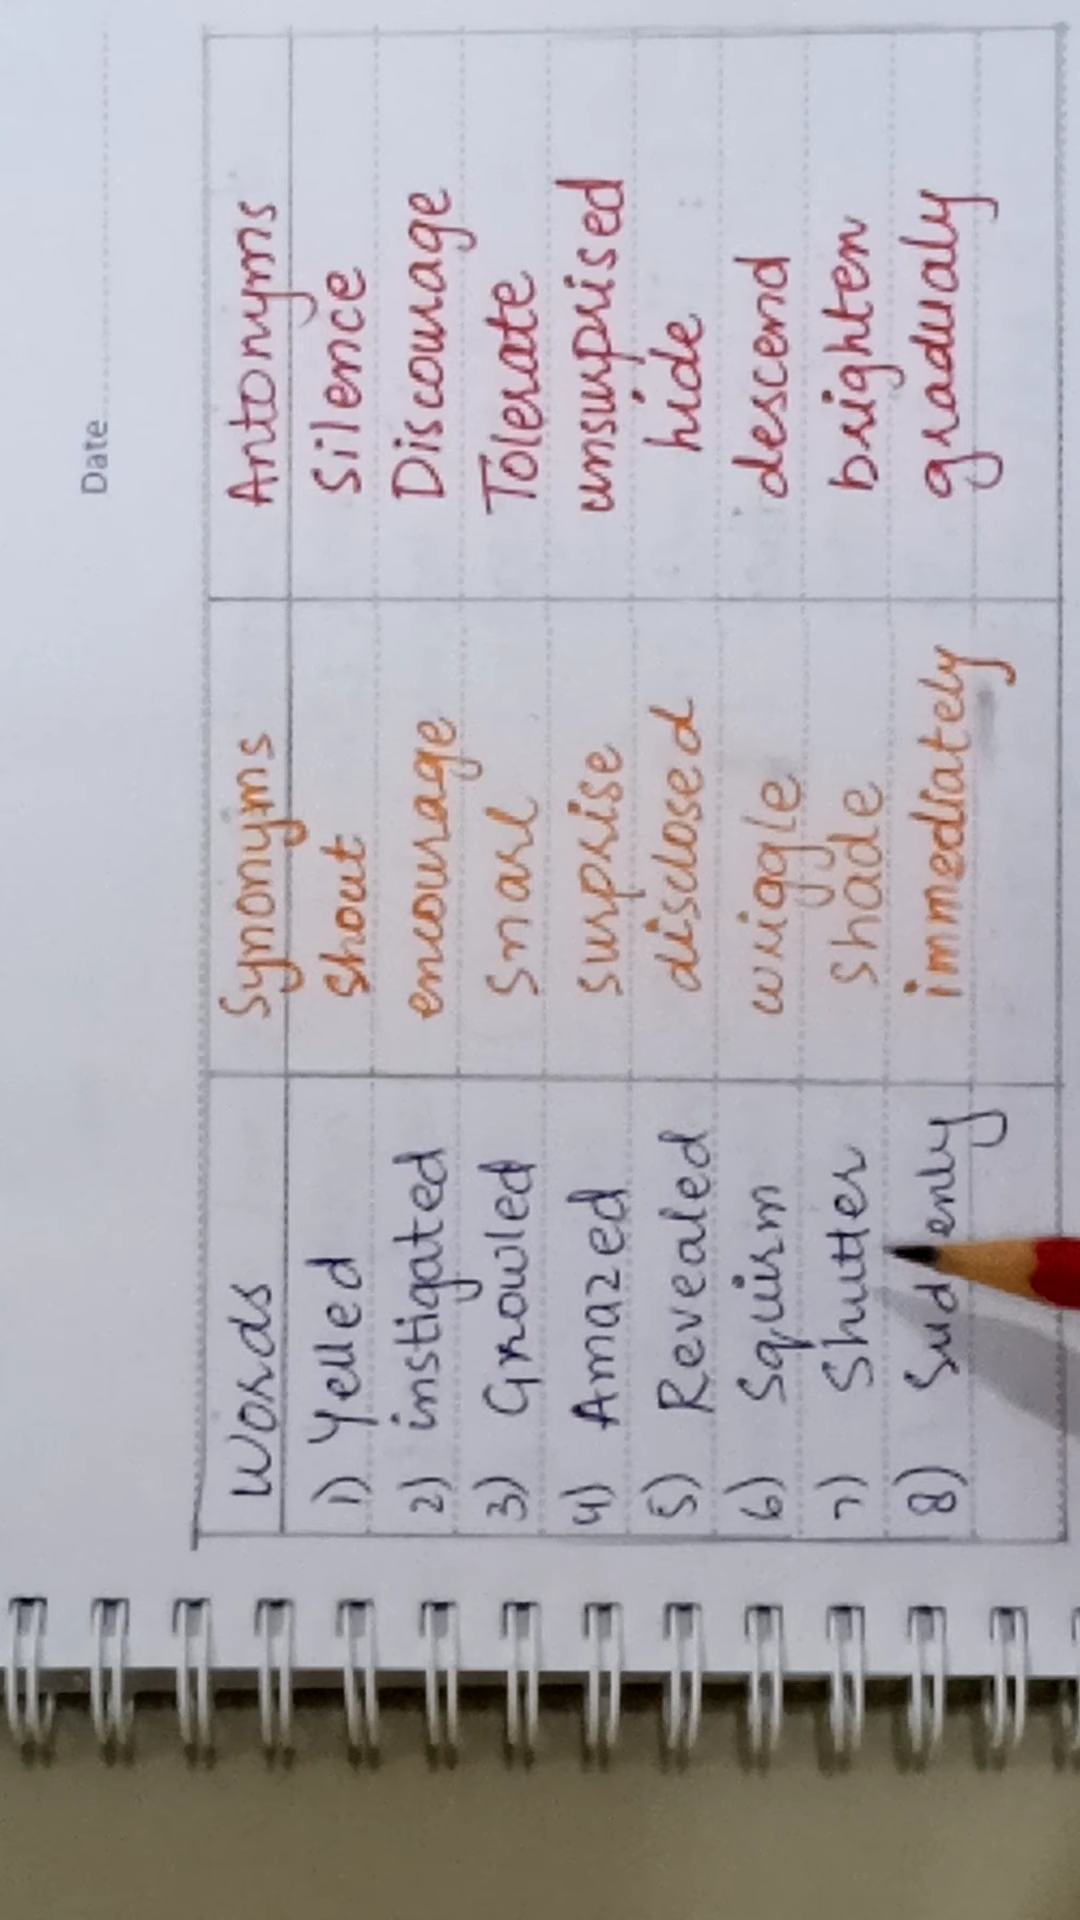 Date
Words Synonyms Antonyms
1) Yelled shout silence
2) instigated encourage Discourage
3) Growled snarl Tolerate
4) Amazed surprise unsurprised
5) Revealed disclosed hide
6) Squirm wriggle descend
7) Shutter shade brighten
8) immediately gradualy